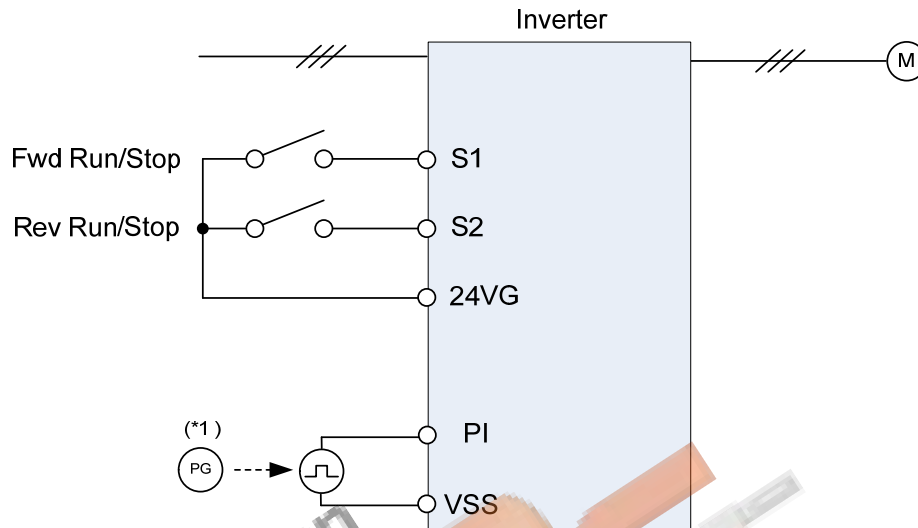 Inverter
M
Fwd Run/Stop
S1
Rev Run/Stop
S2
24VG
(*1)
PI
PG
VSS